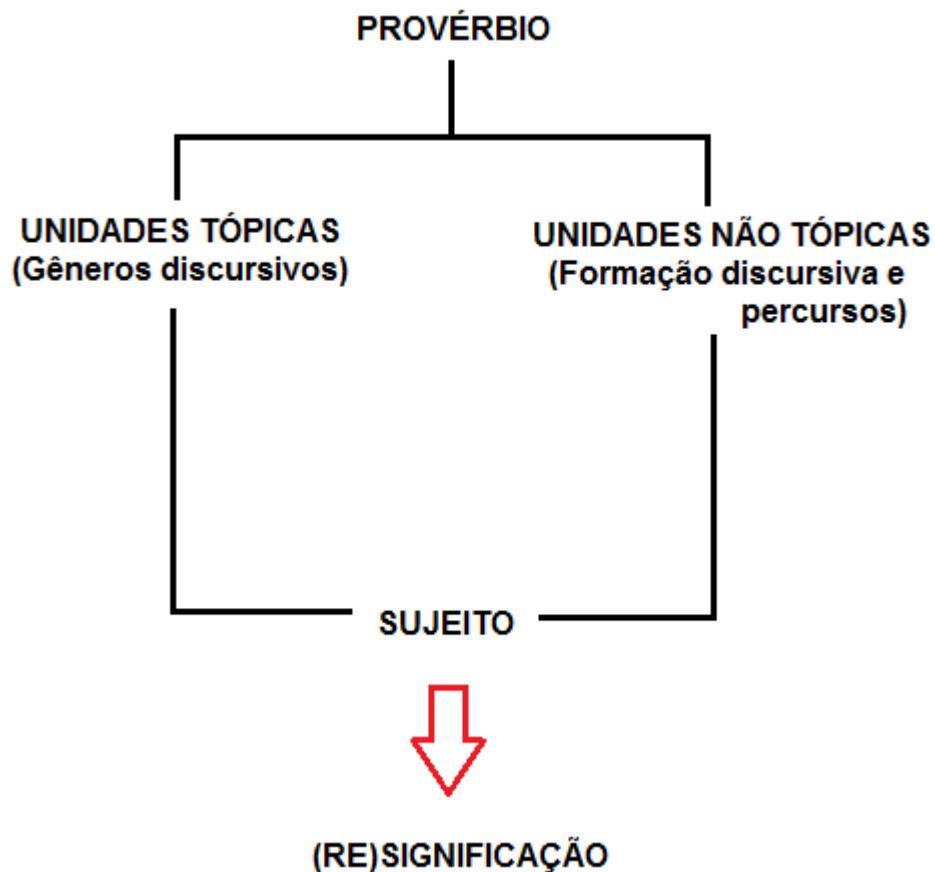 PROVÉRBIO
UNIDADES TÓPICAS
(Gêneros discursivos)
UNIDADES NÃO TÓPICAS
(Formação discursiva e
percursos)
SUJEITO
(RE)SIGNIFICAÇÃO